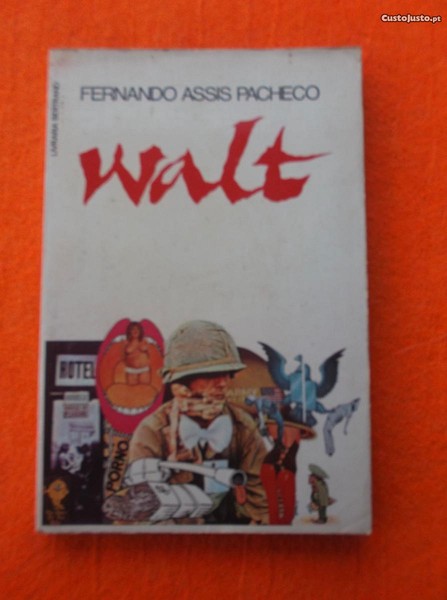 CustoJusto.pt
LIVRARIA BERTRAND
FERNANDO ASSIS PACHECO
walt
HOTEL
PORNO